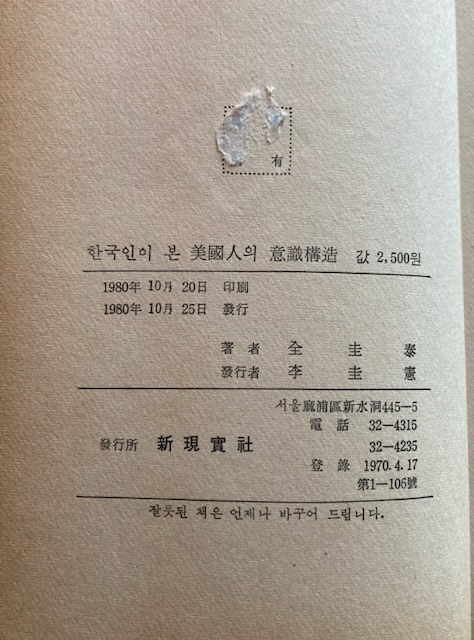 有
한국인이 본 美國人의 意識構造 값 2,500원
1980年 10月 20日 印刷
1980年 10月 25日 發行
著者 全圭泰
發行者 李圭憲
서울麻浦區新水洞445—5
電話 32—4315
發行所 新現實社 32—4235
登錄 1970.4.17
第1—106號
잘못된 책은 언제나 바꾸어 드립니다.